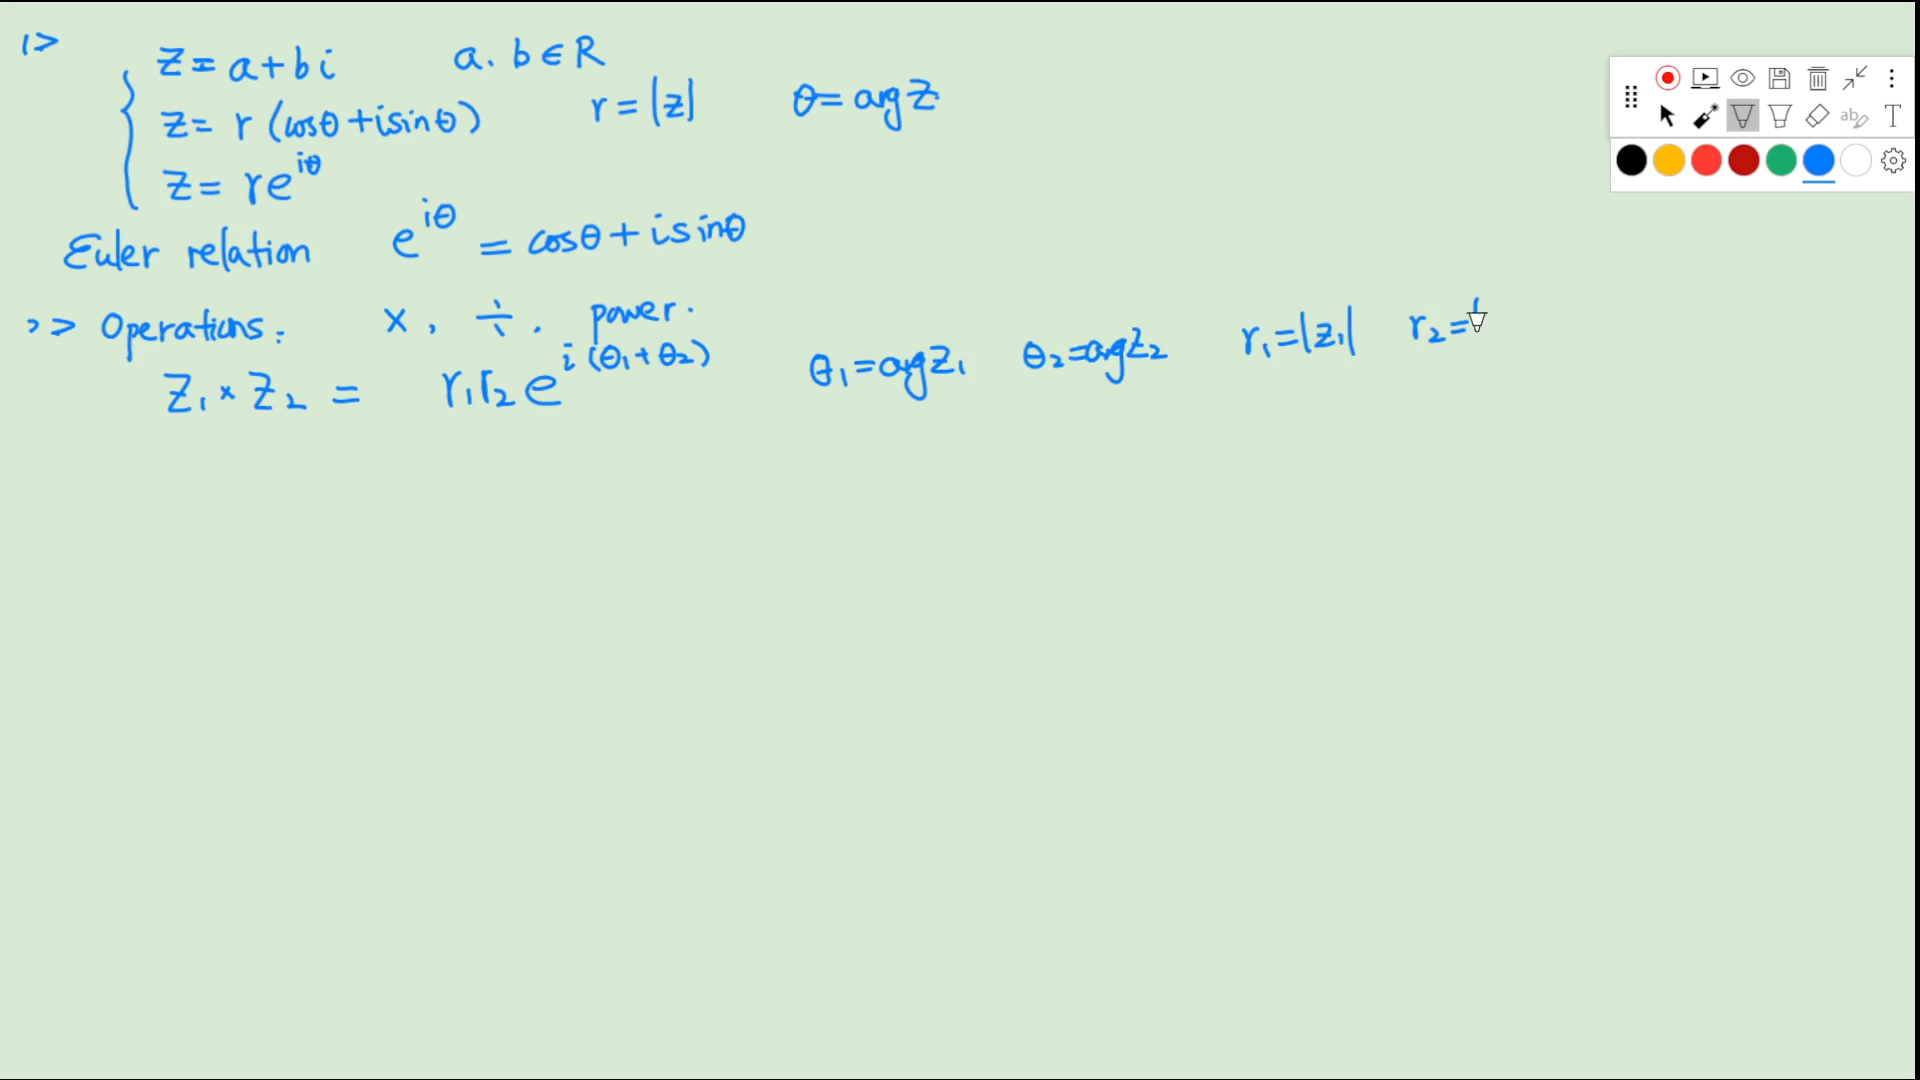 1>
z = a + bi    a. b ∈ R
z = r (cosθ + isinθ)    r = |z|    θ = arg z
z = re^{iθ}
Euler relation    e^{iθ} = cosθ + isinθ
>> Operations:    ×, ÷. power.
z₁ × z₂ = r₁r₂e^{i(θ₁+θ₂)}    θ₁ = arg z₁    θ₂ = arg z₂    r₁ = |z₁|    r₂ =